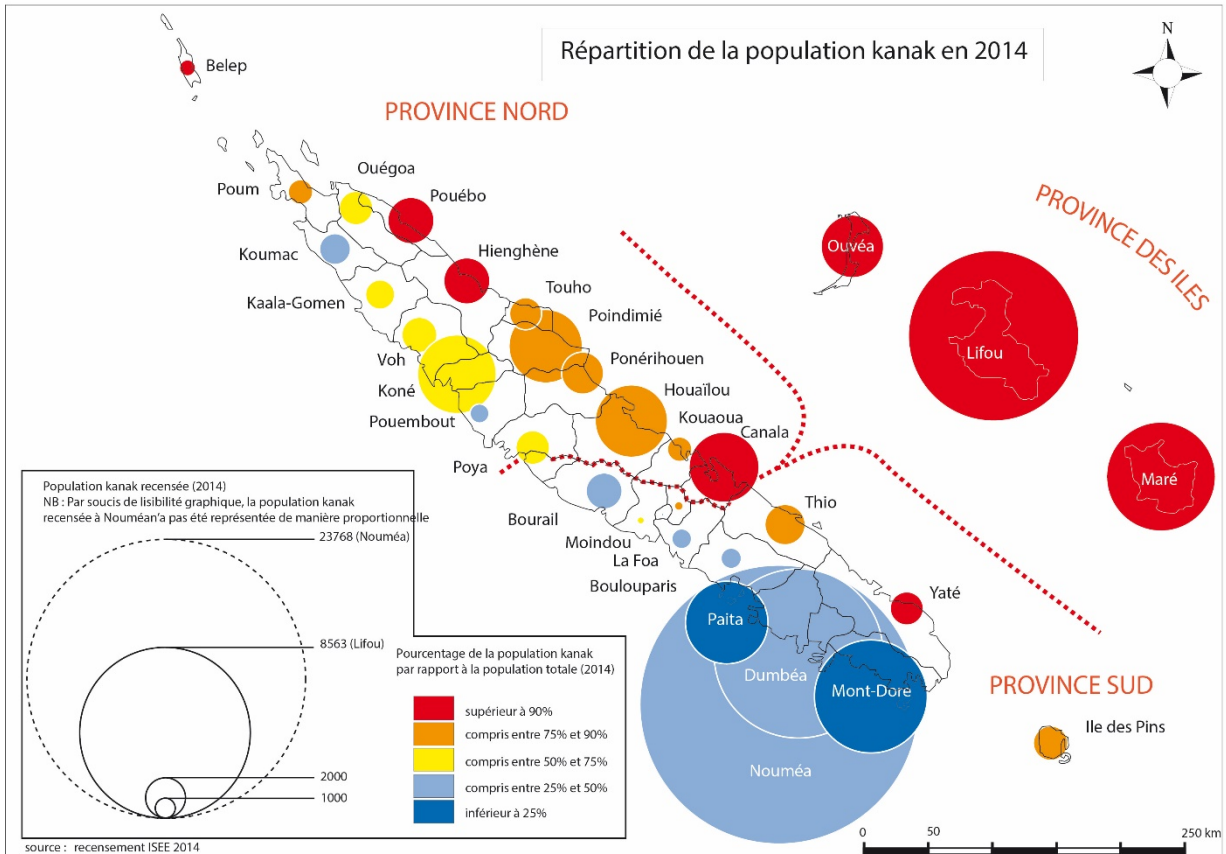 Répartition de la population kanak en 2014
N
Belep
PROVINCE NORD
Ouégoa
Poum
Pouébo
PROVINCE DES ILES
Koumac
Hienghène
Ouvéa
Kaala-Gomen
Touho
Poindimié
Lifou
Voh
Ponérihouen
Koné
Houaïlou
Pouembout
Kouaoua
Canala
Poya
Maré
Thio
Bourail
Moindou
La Foa
Boulouparis
Yaté
Paita
Dumbéa
Mont-Dore
PROVINCE SUD
Ile des Pins
Nouméa
Population kanak recensée (2014)
NB : Par soucis de lisibilité graphique, la population kanak
recensée à Nouméan'a pas été représentée de manière proportionnelle
23768 (Nouméa)
8563 (Lifou)
2000
1000
Pourcentage de la population kanak
par rapport à la population totale (2014)
supérieur à 90%
compris entre 75% et 90%
compris entre 50% et 75%
compris entre 25% et 50%
inférieur à 25%
source : recensement ISEE 2014
0 50 250 km